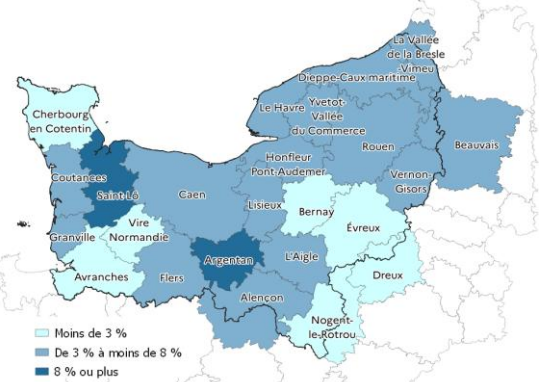 La Vallée
de la Bresle
-Vimeu
Dieppe-Caux maritime
Cherbourg
en Cotentin
Le Havre
Yvetot-
Vallée
du Commerce
Rouen
Beauvais
Honfleur
Pont-Audemer
Vernon-
Gisors
Coutances
Saint-Lô
Caen
Lisieux
Bernay
Évreux
Granville
Vire
Normandie
Argentan
L'Aigle
Dreux
Avranches
Flers
Alençon
Nogent-
le-Rotrou
Moins de 3 %
De 3 % à moins de 8 %
8 % ou plus